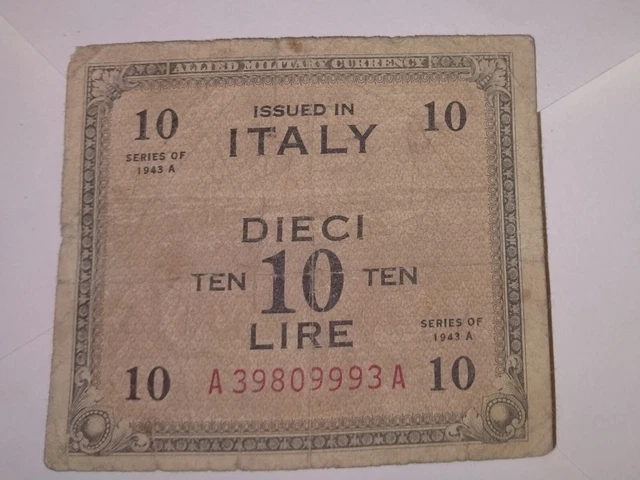 ALLIED MILITARY CURRENCY
10 ISSUED IN 10
SERIES OF ITALY
1943 A
DIECI
TEN 10 TEN
LIRE SERIES OF
1943 A
10 A39809993A 10